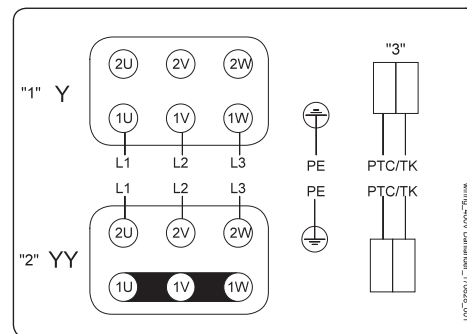 "3"
2U 2V 2W
"1" Y
1U 1V 1W
L1 L2 L3 PE PTC/TK
L1 L2 L3 PE PTC/TK
2U 2V 2W
"2" YY
1U 1V 1W